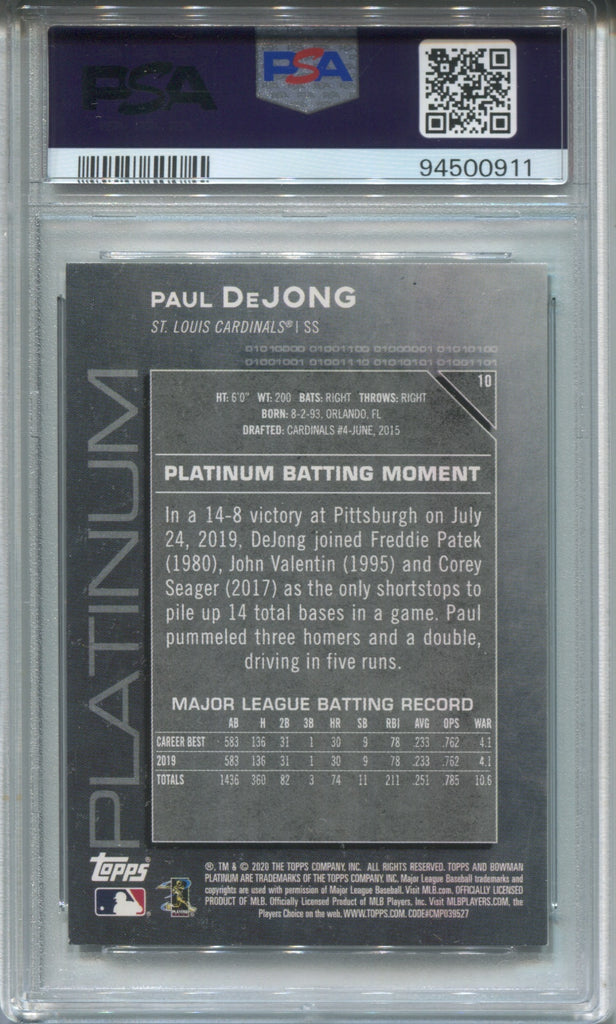 PSA
PSA
94500911
PAUL DEJONG
ST. LOUIS CARDINALS® | SS
01010000 01001100 01000001 01010100
01001001 01001110 01010101 01001101
10
HT: 6'0" WT: 200 BATS: RIGHT THROWS: RIGHT
BORN: 8-2-93, ORLANDO, FL
DRAFTED: CARDINALS #4-JUNE, 2015
PLATINUM
PLATINUM BATTING MOMENT
In a 14-8 victory at Pittsburgh on July
24, 2019, DeJong joined Freddie Patek
(1980), John Valentin (1995) and Corey
Seager (2017) as the only shortstops to
pile up 14 total bases in a game. Paul
pummeled three homers and a double,
driving in five runs.
MAJOR LEAGUE BATTING RECORD
AB H 2B 3B HR SB RBI AVG OPS WAR
CAREER BEST 583 136 31 1 30 9 78 .233 .762 4.1
2019 583 136 31 1 30 9 78 .233 .762 4.1
TOTALS 1436 360 82 3 74 11 211 .251 .785 10.6
Topps®
®, TM & © 2020 THE TOPPS COMPANY, INC. ALL RIGHTS RESERVED. TOPPS AND BOWMAN
PLATINUM ARE TRADEMARKS OF THE TOPPS COMPANY, INC. Major League Baseball trademarks and
copyrights are used with permission of Major League Baseball. Visit MLB.com. OFFICIALLY LICENSED
PRODUCT OF MLB. Officially Licensed Product of MLB Players, Inc. Visit MLBPLAYERS.COM, the
Players Choice on the web. WWW.TOPPS.COM. CODE#CMP039527